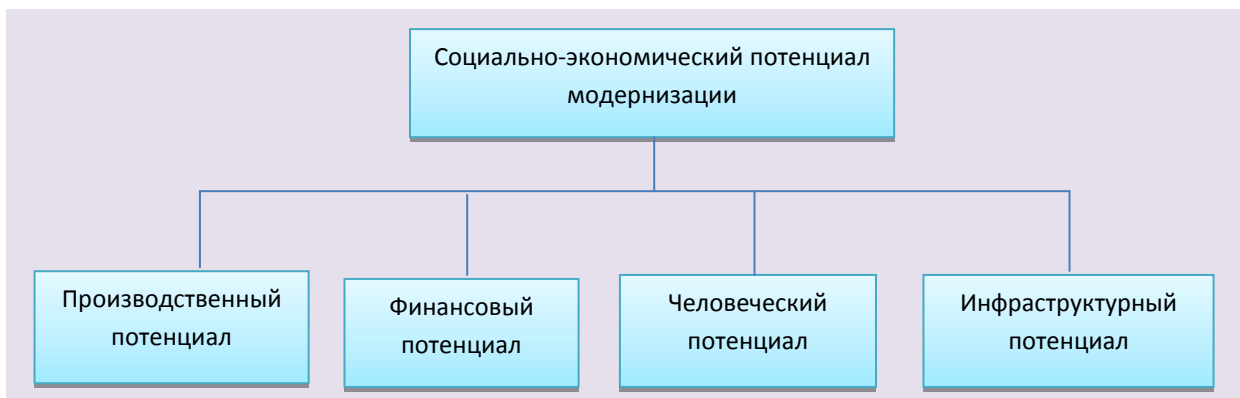 Социально-экономический потенциал
модернизации
Производственный
потенциал
Финансовый
потенциал
Человеческий
потенциал
Инфраструктурный
потенциал